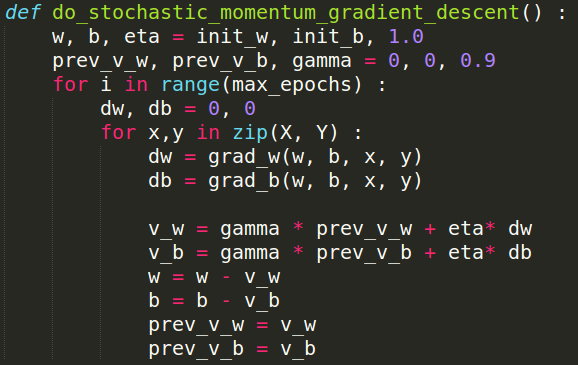 def do_stochastic_momentum_gradient_descent() :
    w, b, eta = init_w, init_b, 1.0
    prev_v_w, prev_v_b, gamma = 0, 0, 0.9
    for i in range(max_epochs) :
        dw, db = 0, 0
        for x,y in zip(X, Y) :
            dw = grad_w(w, b, x, y)
            db = grad_b(w, b, x, y)

            v_w = gamma * prev_v_w + eta* dw
            v_b = gamma * prev_v_b + eta* db
            w = w - v_w
            b = b - v_b
            prev_v_w = v_w
            prev_v_b = v_b